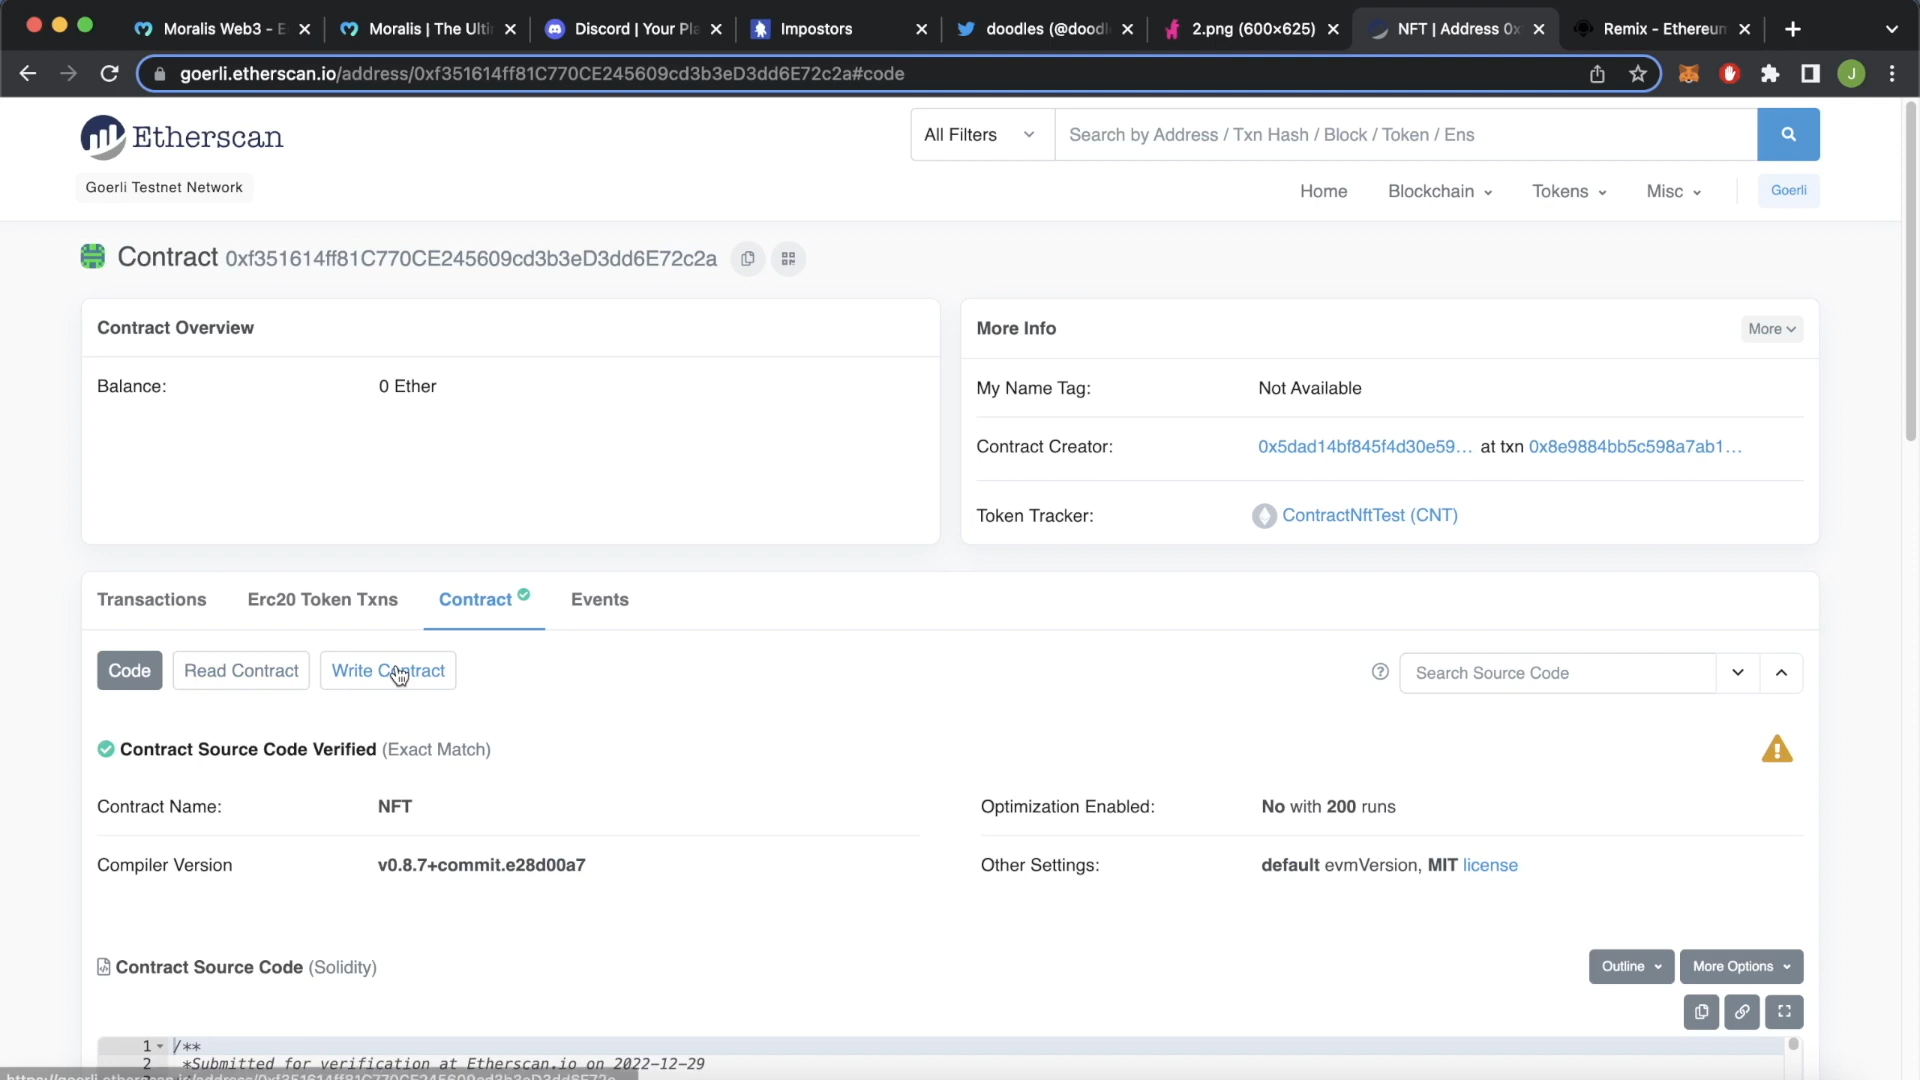 Moralis Web3 - E
Moralis | The Ulti
Discord | Your Pla
Impostors
doodles (@doodl
2.png (600×625)
NFT | Address 0x
Remix - Ethereum
goerli.etherscan.io/address/0xf351614ff81C770CE245609cd3b3eD3dd6E72c2a#code
J
Etherscan
All Filters
Search by Address / Txn Hash / Block / Token / Ens
Goerli Testnet Network
Home
Blockchain
Tokens
Misc
Goerli
Contract 0xf351614ff81C770CE245609cd3b3eD3dd6E72c2a
Contract Overview
Balance:
0 Ether
More Info
More
My Name Tag:
Not Available
Contract Creator:
0x5dad14bf845f4d30e59... at txn 0x8e9884bb5c598a7ab1...
Token Tracker:
ContractNftTest (CNT)
Transactions
Erc20 Token Txns
Contract
Events
Code
Read Contract
Write Contract
Search Source Code
Contract Source Code Verified (Exact Match)
Contract Name:
NFT
Optimization Enabled:
No with 200 runs
Compiler Version
v0.8.7+commit.e28d00a7
Other Settings:
default evmVersion, MIT license
Contract Source Code (Solidity)
Outline
More Options
1 /**
2 *Submitted for verification at Etherscan.io on 2022-12-29